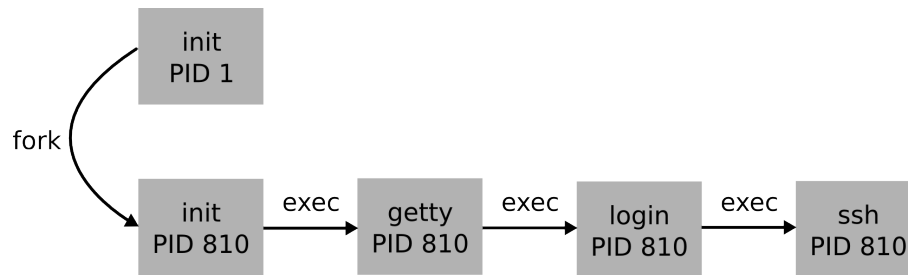 init
PID 1
fork
init
PID 810
exec
getty
PID 810
exec
login
PID 810
exec
ssh
PID 810